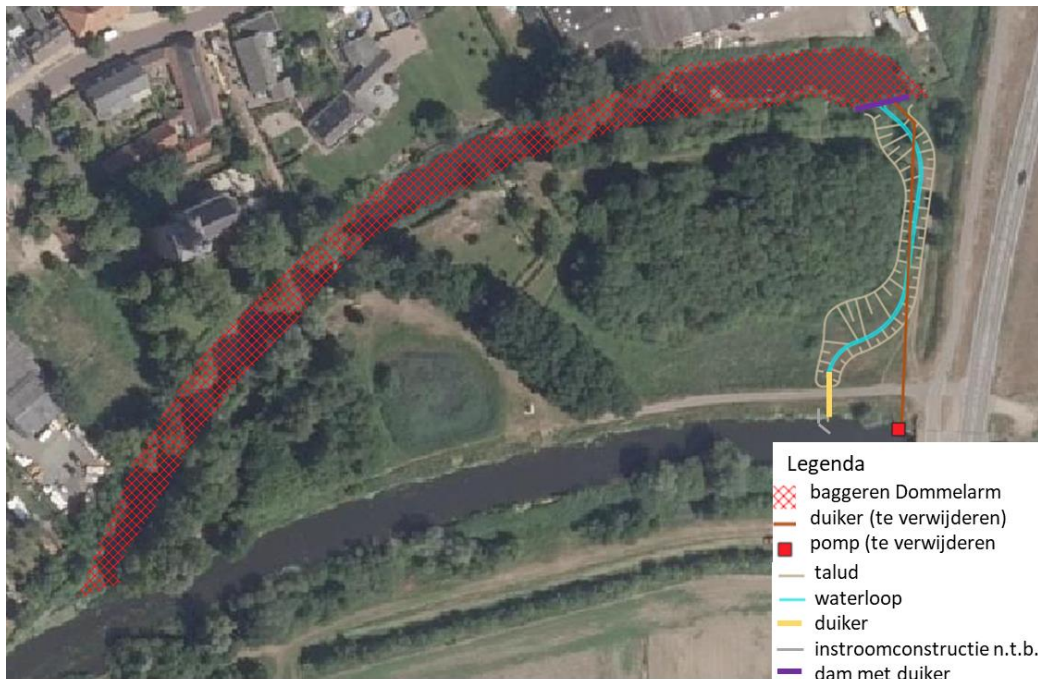 Legenda
baggeren Dommelarm
duiker (te verwijderen)
pomp (te verwijderen
talud
waterloop
duiker
instroomconstructie n.t.b.
dam met duiker